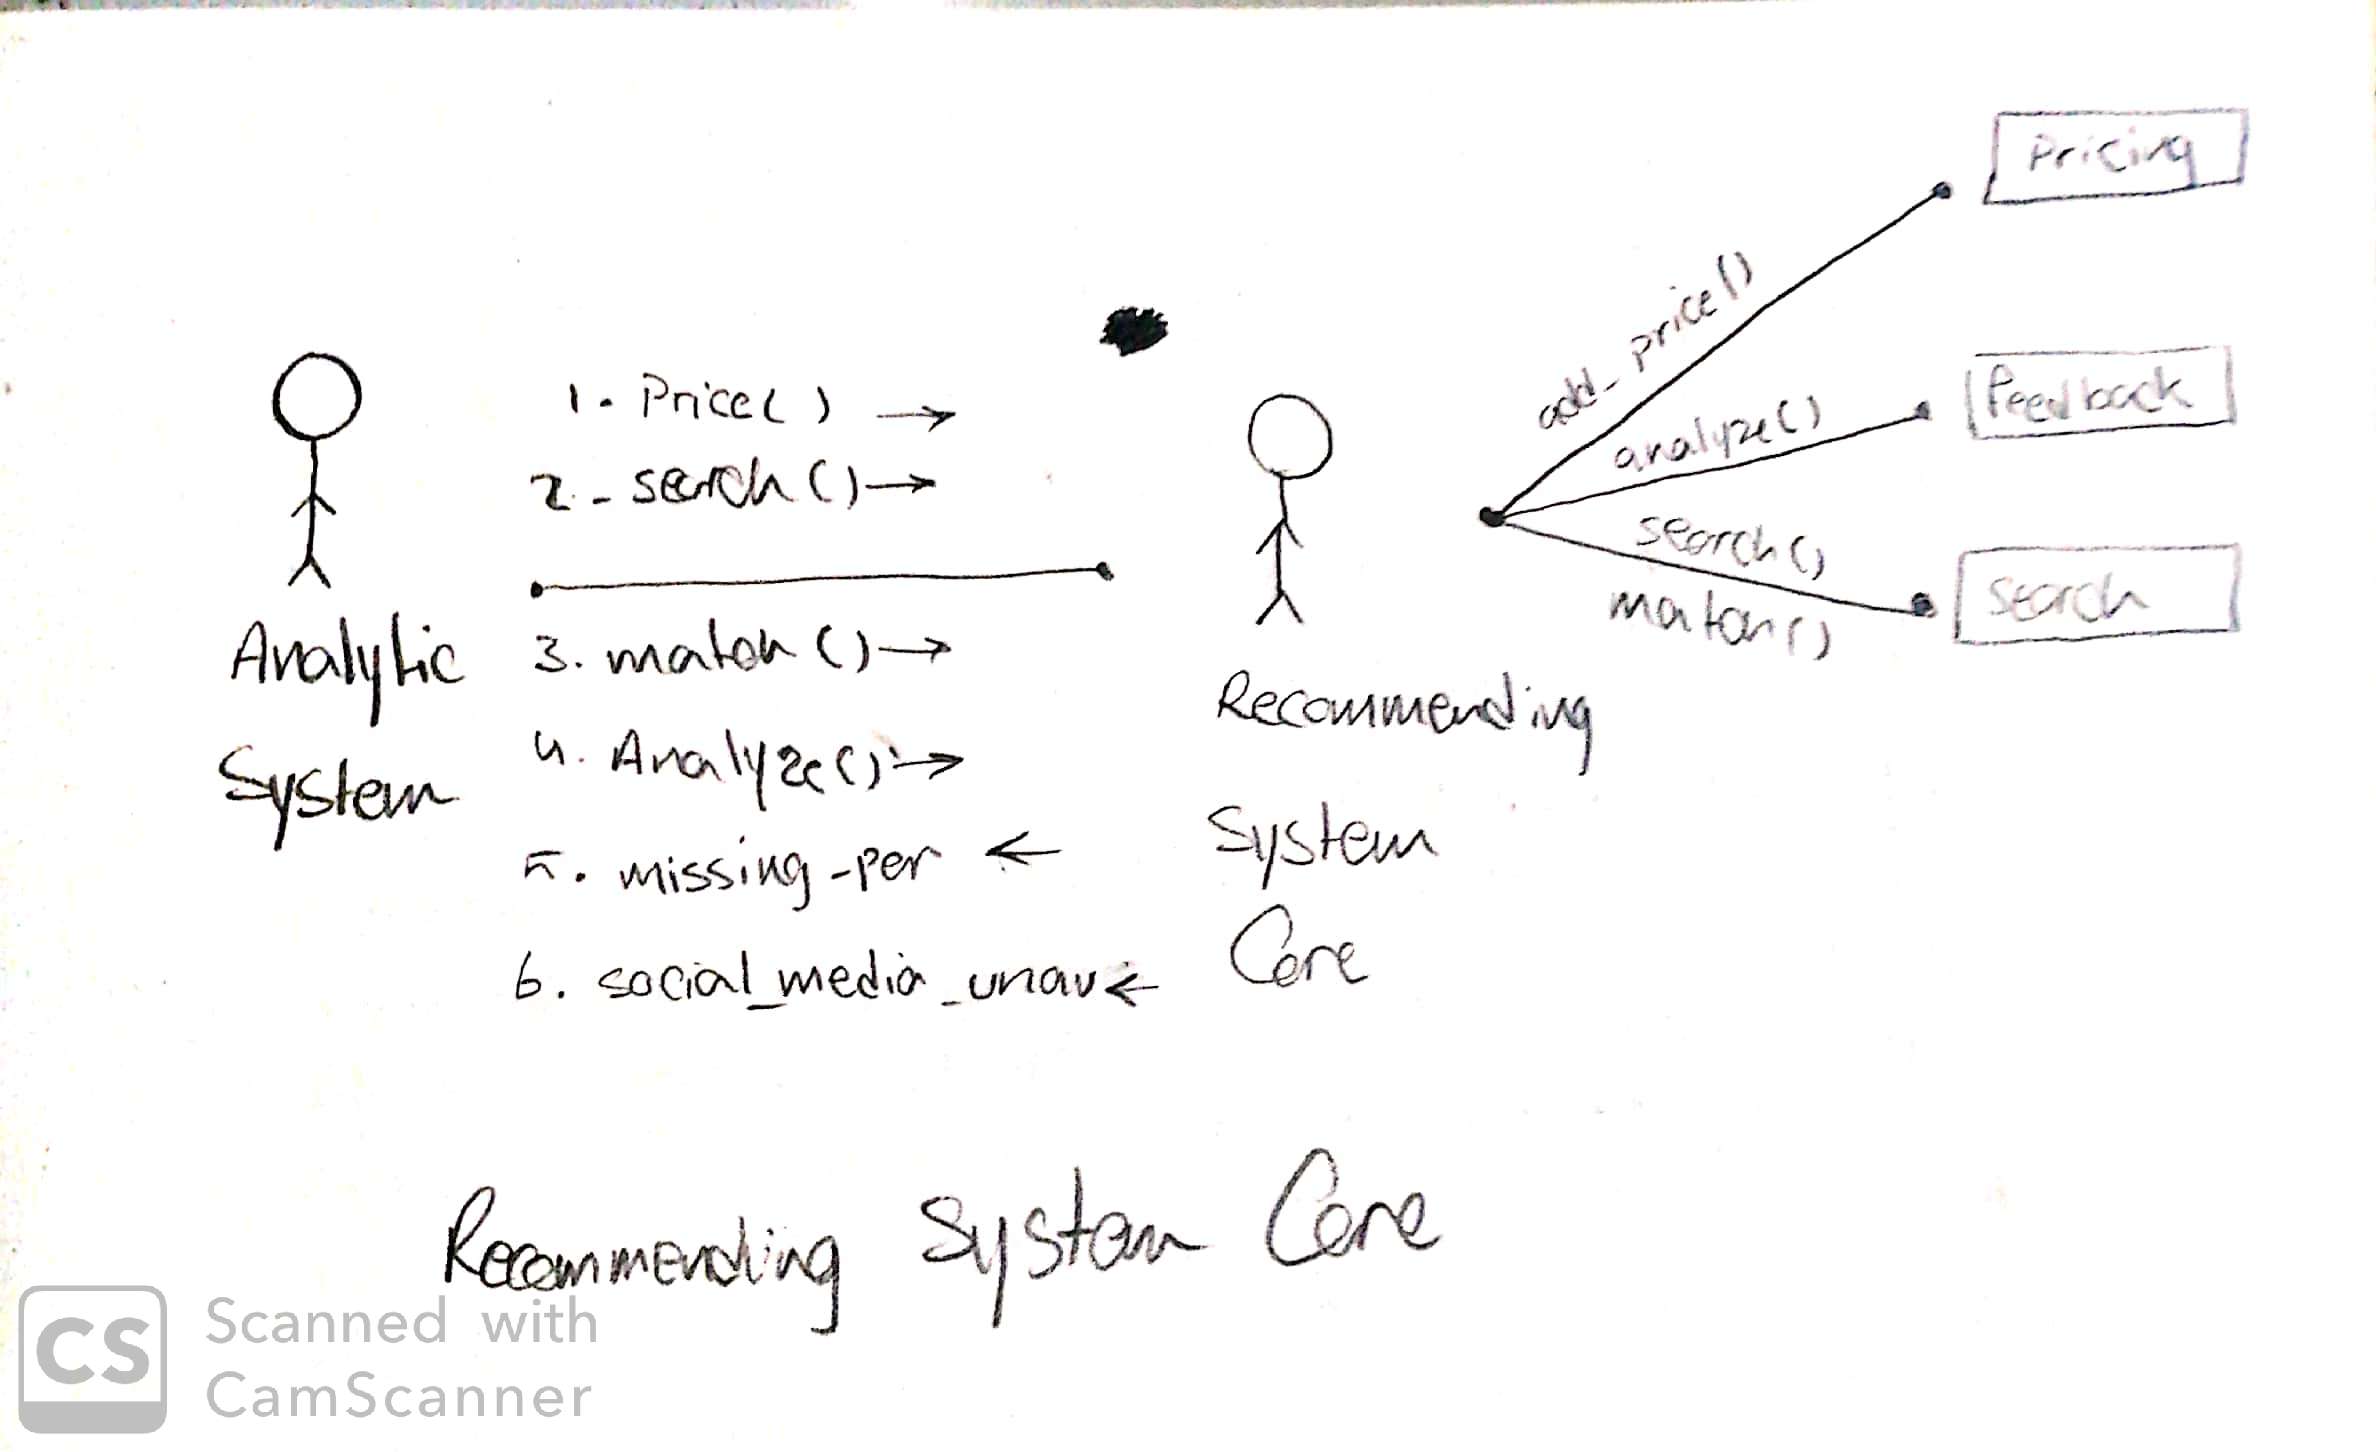 Pricing
add_price()
feedback
analyze()
search()
match()
search
1. Price() →
2- search() →
3. match() →
4. Analyze() →
5. missing-per ←
6. social_media_unav ←
Analytic
System
Recommending
System
Core
Recommending System Core
CS
Scanned with
CamScanner